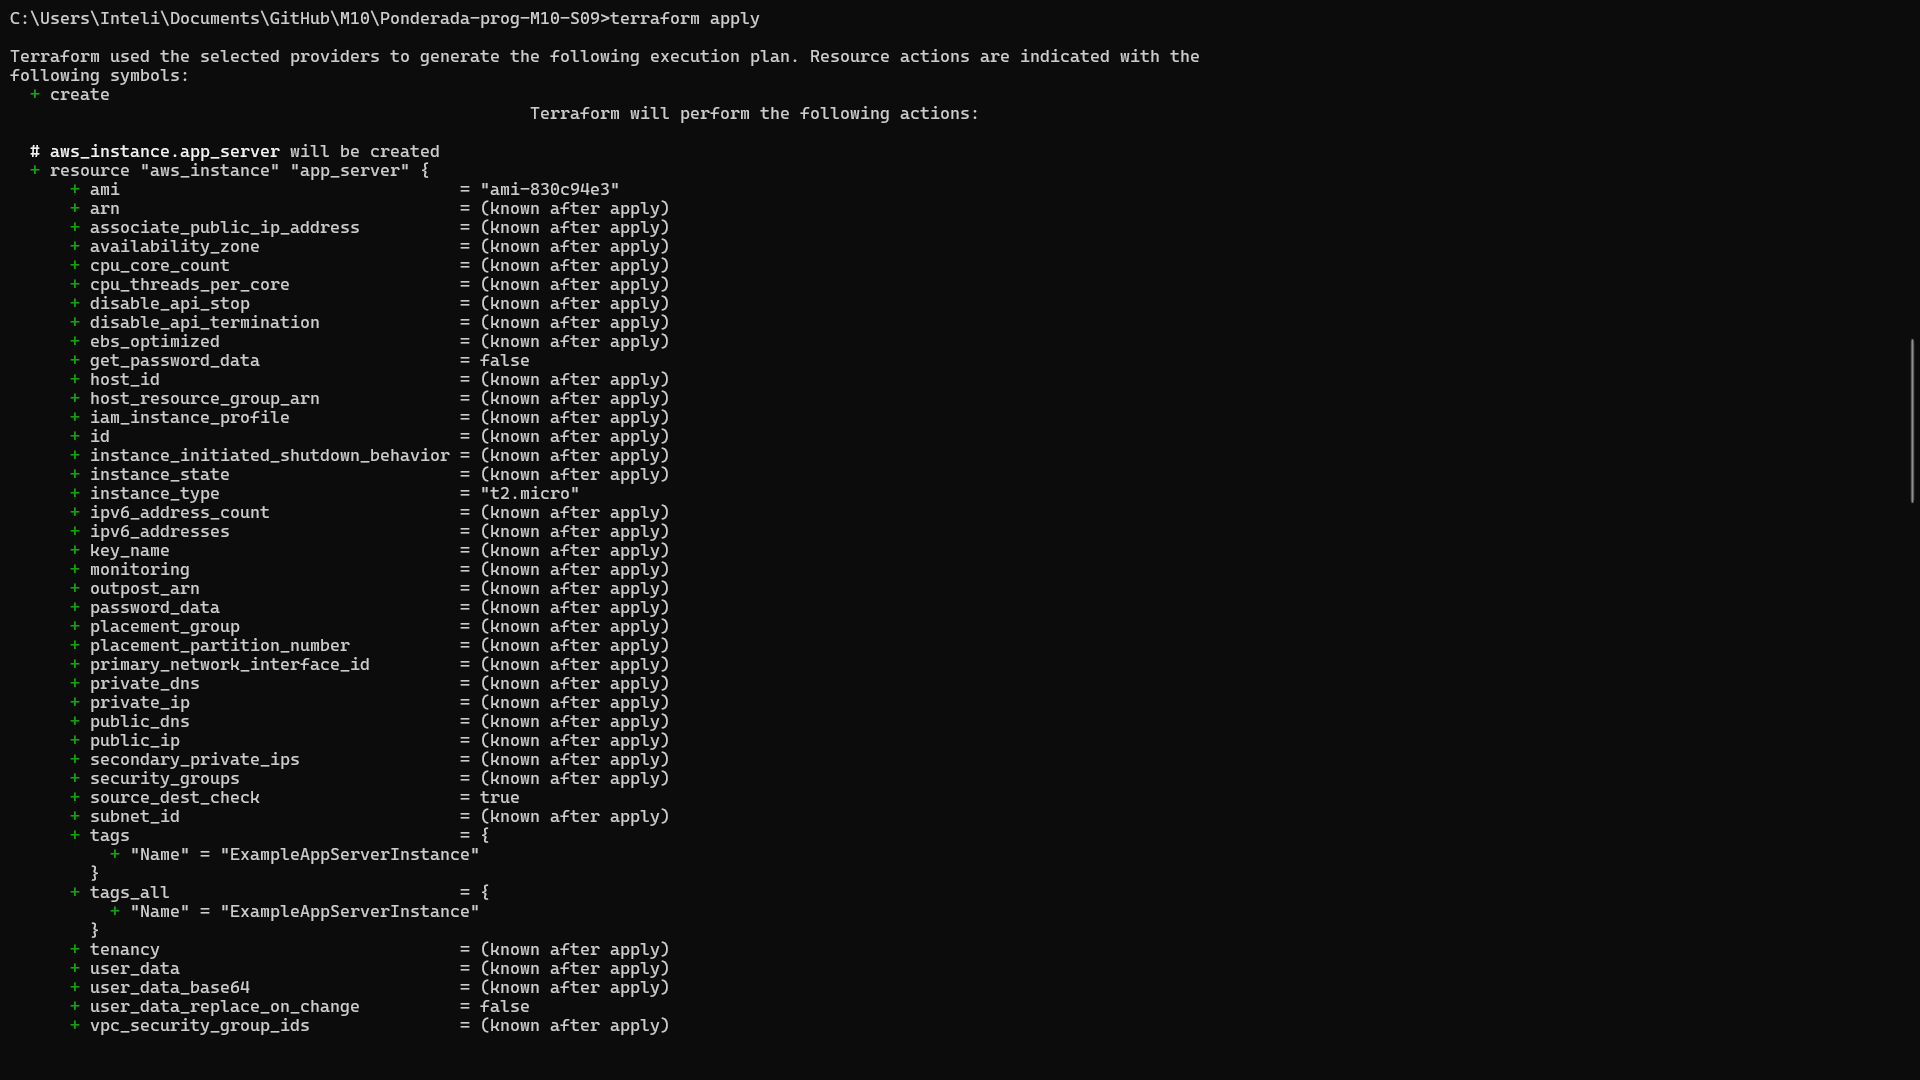 C:\Users\Inteli\Documents\GitHub\M10\Ponderada-prog-M10-S09>terraform apply
Terraform used the selected providers to generate the following execution plan. Resource actions are indicated with the
following symbols:
+ create
Terraform will perform the following actions:
# aws_instance.app_server will be created
+ resource "aws_instance" "app_server" {
+ ami = "ami-830c94e3"
+ arn = (known after apply)
+ associate_public_ip_address = (known after apply)
+ availability_zone = (known after apply)
+ cpu_core_count = (known after apply)
+ cpu_threads_per_core = (known after apply)
+ disable_api_stop = (known after apply)
+ disable_api_termination = (known after apply)
+ ebs_optimized = (known after apply)
+ get_password_data = false
+ host_id = (known after apply)
+ host_resource_group_arn = (known after apply)
+ iam_instance_profile = (known after apply)
+ id = (known after apply)
+ instance_initiated_shutdown_behavior = (known after apply)
+ instance_state = (known after apply)
+ instance_type = "t2.micro"
+ ipv6_address_count = (known after apply)
+ ipv6_addresses = (known after apply)
+ key_name = (known after apply)
+ monitoring = (known after apply)
+ outpost_arn = (known after apply)
+ password_data = (known after apply)
+ placement_group = (known after apply)
+ placement_partition_number = (known after apply)
+ primary_network_interface_id = (known after apply)
+ private_dns = (known after apply)
+ private_ip = (known after apply)
+ public_dns = (known after apply)
+ public_ip = (known after apply)
+ secondary_private_ips = (known after apply)
+ security_groups = (known after apply)
+ source_dest_check = true
+ subnet_id = (known after apply)
+ tags = {
+ "Name" = "ExampleAppServerInstance"
}
+ tags_all = {
+ "Name" = "ExampleAppServerInstance"
}
+ tenancy = (known after apply)
+ user_data = (known after apply)
+ user_data_base64 = (known after apply)
+ user_data_replace_on_change = false
+ vpc_security_group_ids = (known after apply)